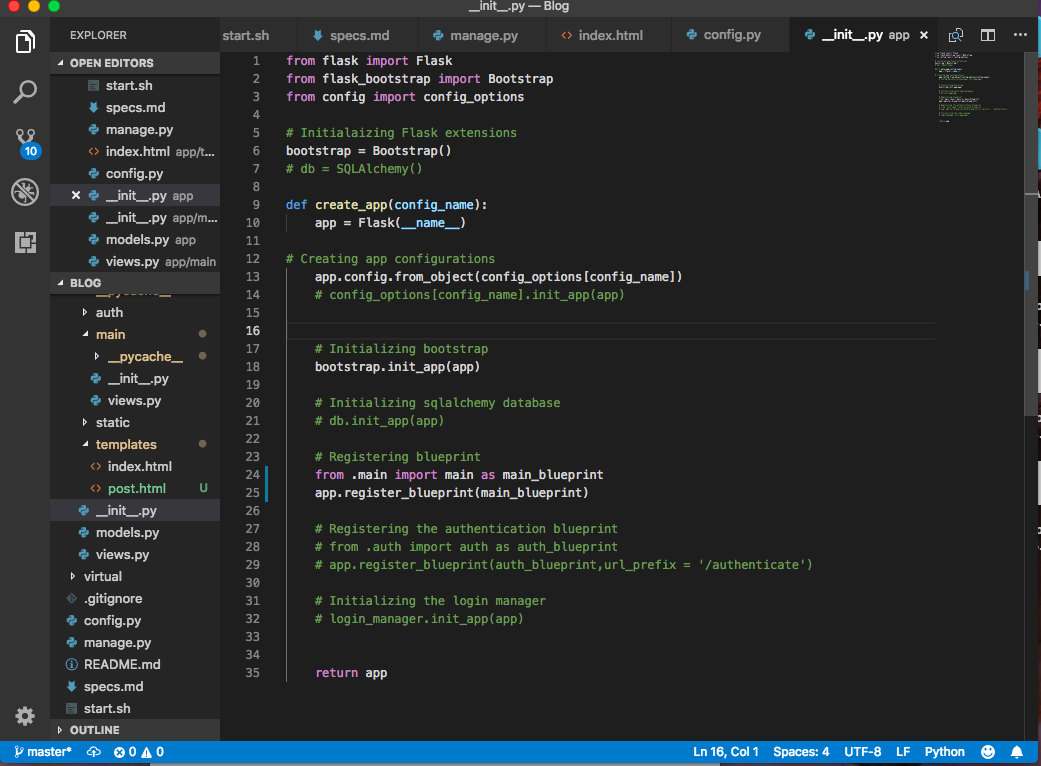 __init__.py — Blog
EXPLORER
start.sh
specs.md
manage.py
index.html
config.py
__init__.py app
OPEN EDITORS
start.sh
specs.md
manage.py
index.html app/t...
config.py
__init__.py app
__init__.py app/m...
models.py app
views.py app/main
BLOG
__pycache__
auth
main
__pycache__
__init__.py
views.py
static
templates
index.html
post.html U
__init__.py
models.py
views.py
virtual
.gitignore
config.py
manage.py
README.md
specs.md
start.sh
OUTLINE
10
1 from flask import Flask
2 from flask_bootstrap import Bootstrap
3 from config import config_options
4
5 # Initialaizing Flask extensions
6 bootstrap = Bootstrap()
7 # db = SQLAlchemy()
8
9 def create_app(config_name):
10 app = Flask(__name__)
11
12 # Creating app configurations
13 app.config.from_object(config_options[config_name])
14 # config_options[config_name].init_app(app)
15
16
17 # Initializing bootstrap
18 bootstrap.init_app(app)
19
20 # Initializing sqlalchemy database
21 # db.init_app(app)
22
23 # Registering blueprint
24 from .main import main as main_blueprint
25 app.register_blueprint(main_blueprint)
26
27 # Registering the authentication blueprint
28 # from .auth import auth as auth_blueprint
29 # app.register_blueprint(auth_blueprint,url_prefix = '/authenticate')
30
31 # Initializing the login manager
32 # login_manager.init_app(app)
33
34
35 return app
master* 0 0 Ln 16, Col 1 Spaces: 4 UTF-8 LF Python